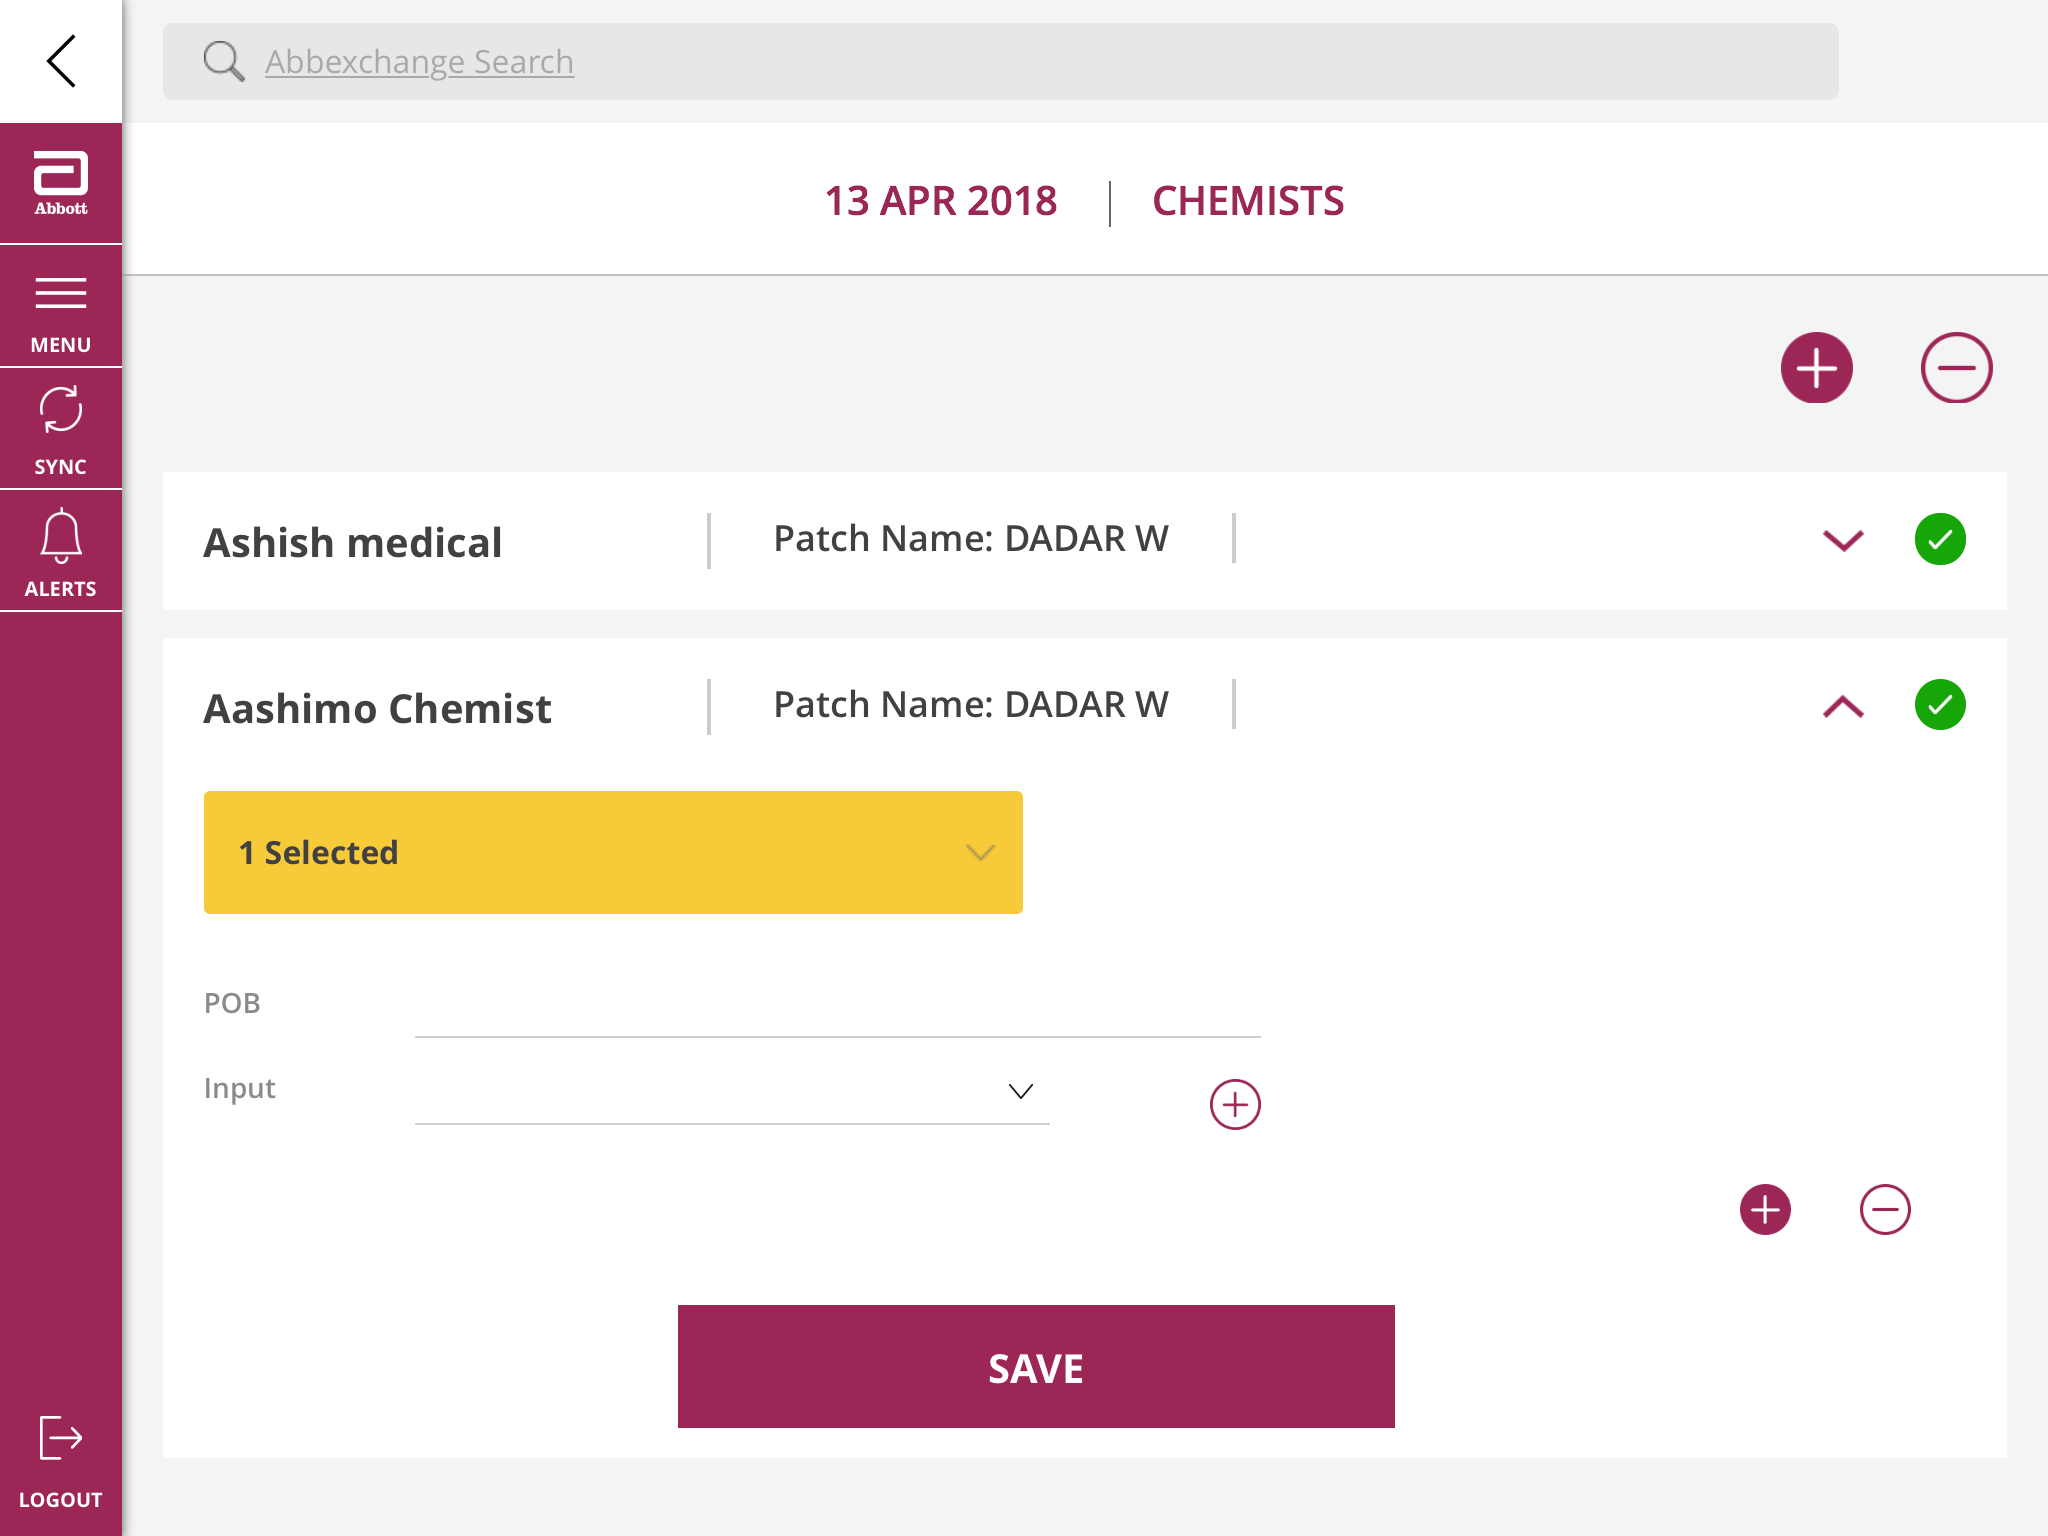 Abbexchange Search
Abbott
13 APR 2018 | CHEMISTS
MENU
SYNC
ALERTS
Ashish medical
Patch Name: DADAR W
Aashimo Chemist
Patch Name: DADAR W
1 Selected
POB
Input
SAVE
LOGOUT